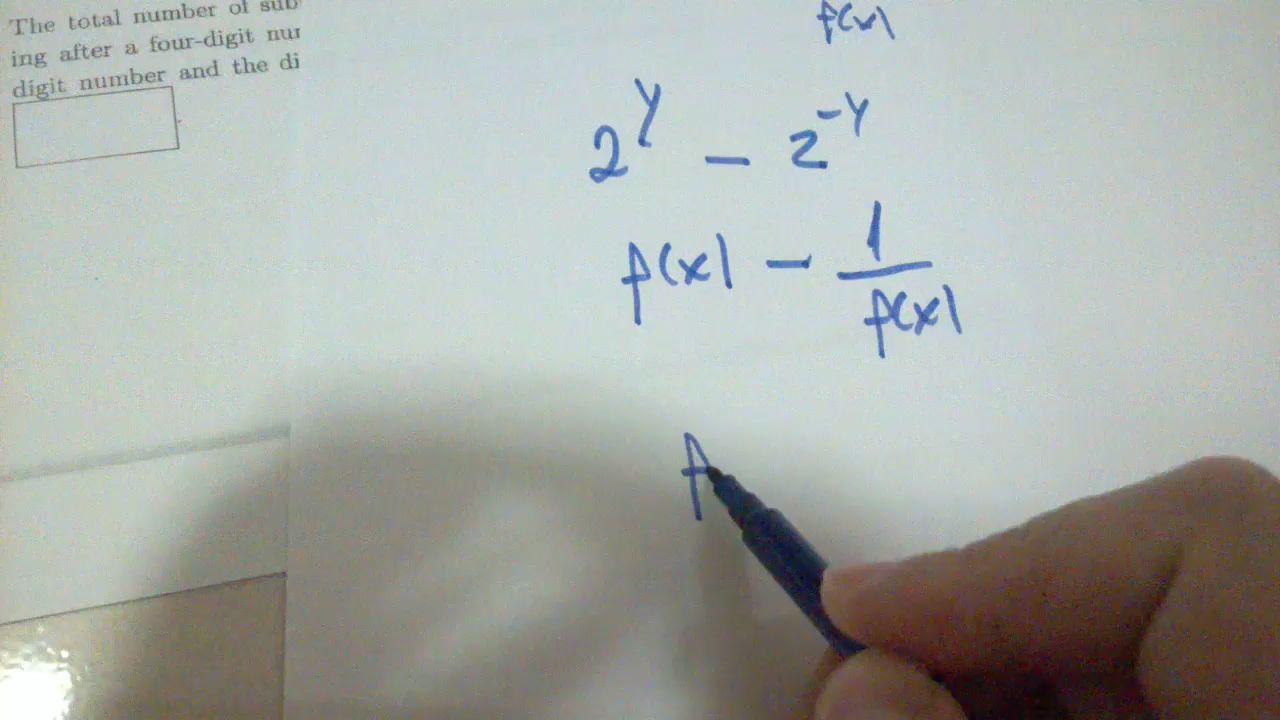 The total number of sub
ing after a four-digit nu
digit number and the di
f(x)
2^y - 2^-y
f(x) - 1/f(x)
f